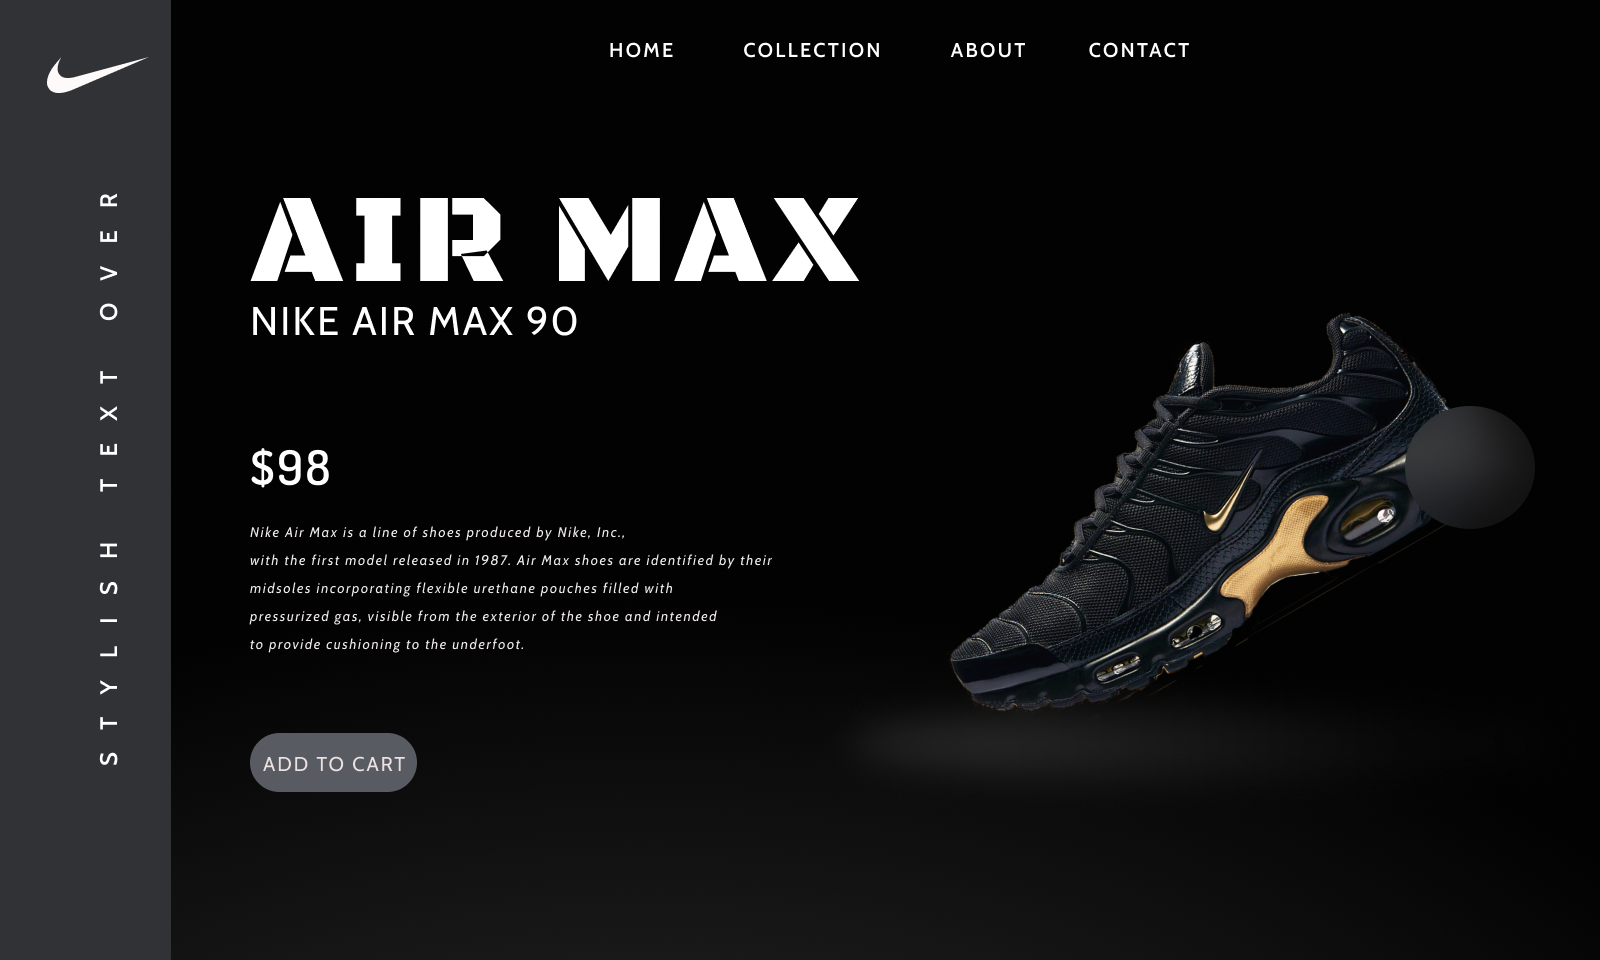 HOME COLLECTION ABOUT CONTACT
STYLISH TEXT OVER
AIR MAX
NIKE AIR MAX 90
$98
Nike Air Max is a line of shoes produced by Nike, Inc.,
with the first model released in 1987. Air Max shoes are identified by their
midsoles incorporating flexible urethane pouches filled with
pressurized gas, visible from the exterior of the shoe and intended
to provide cushioning to the underfoot.
ADD TO CART